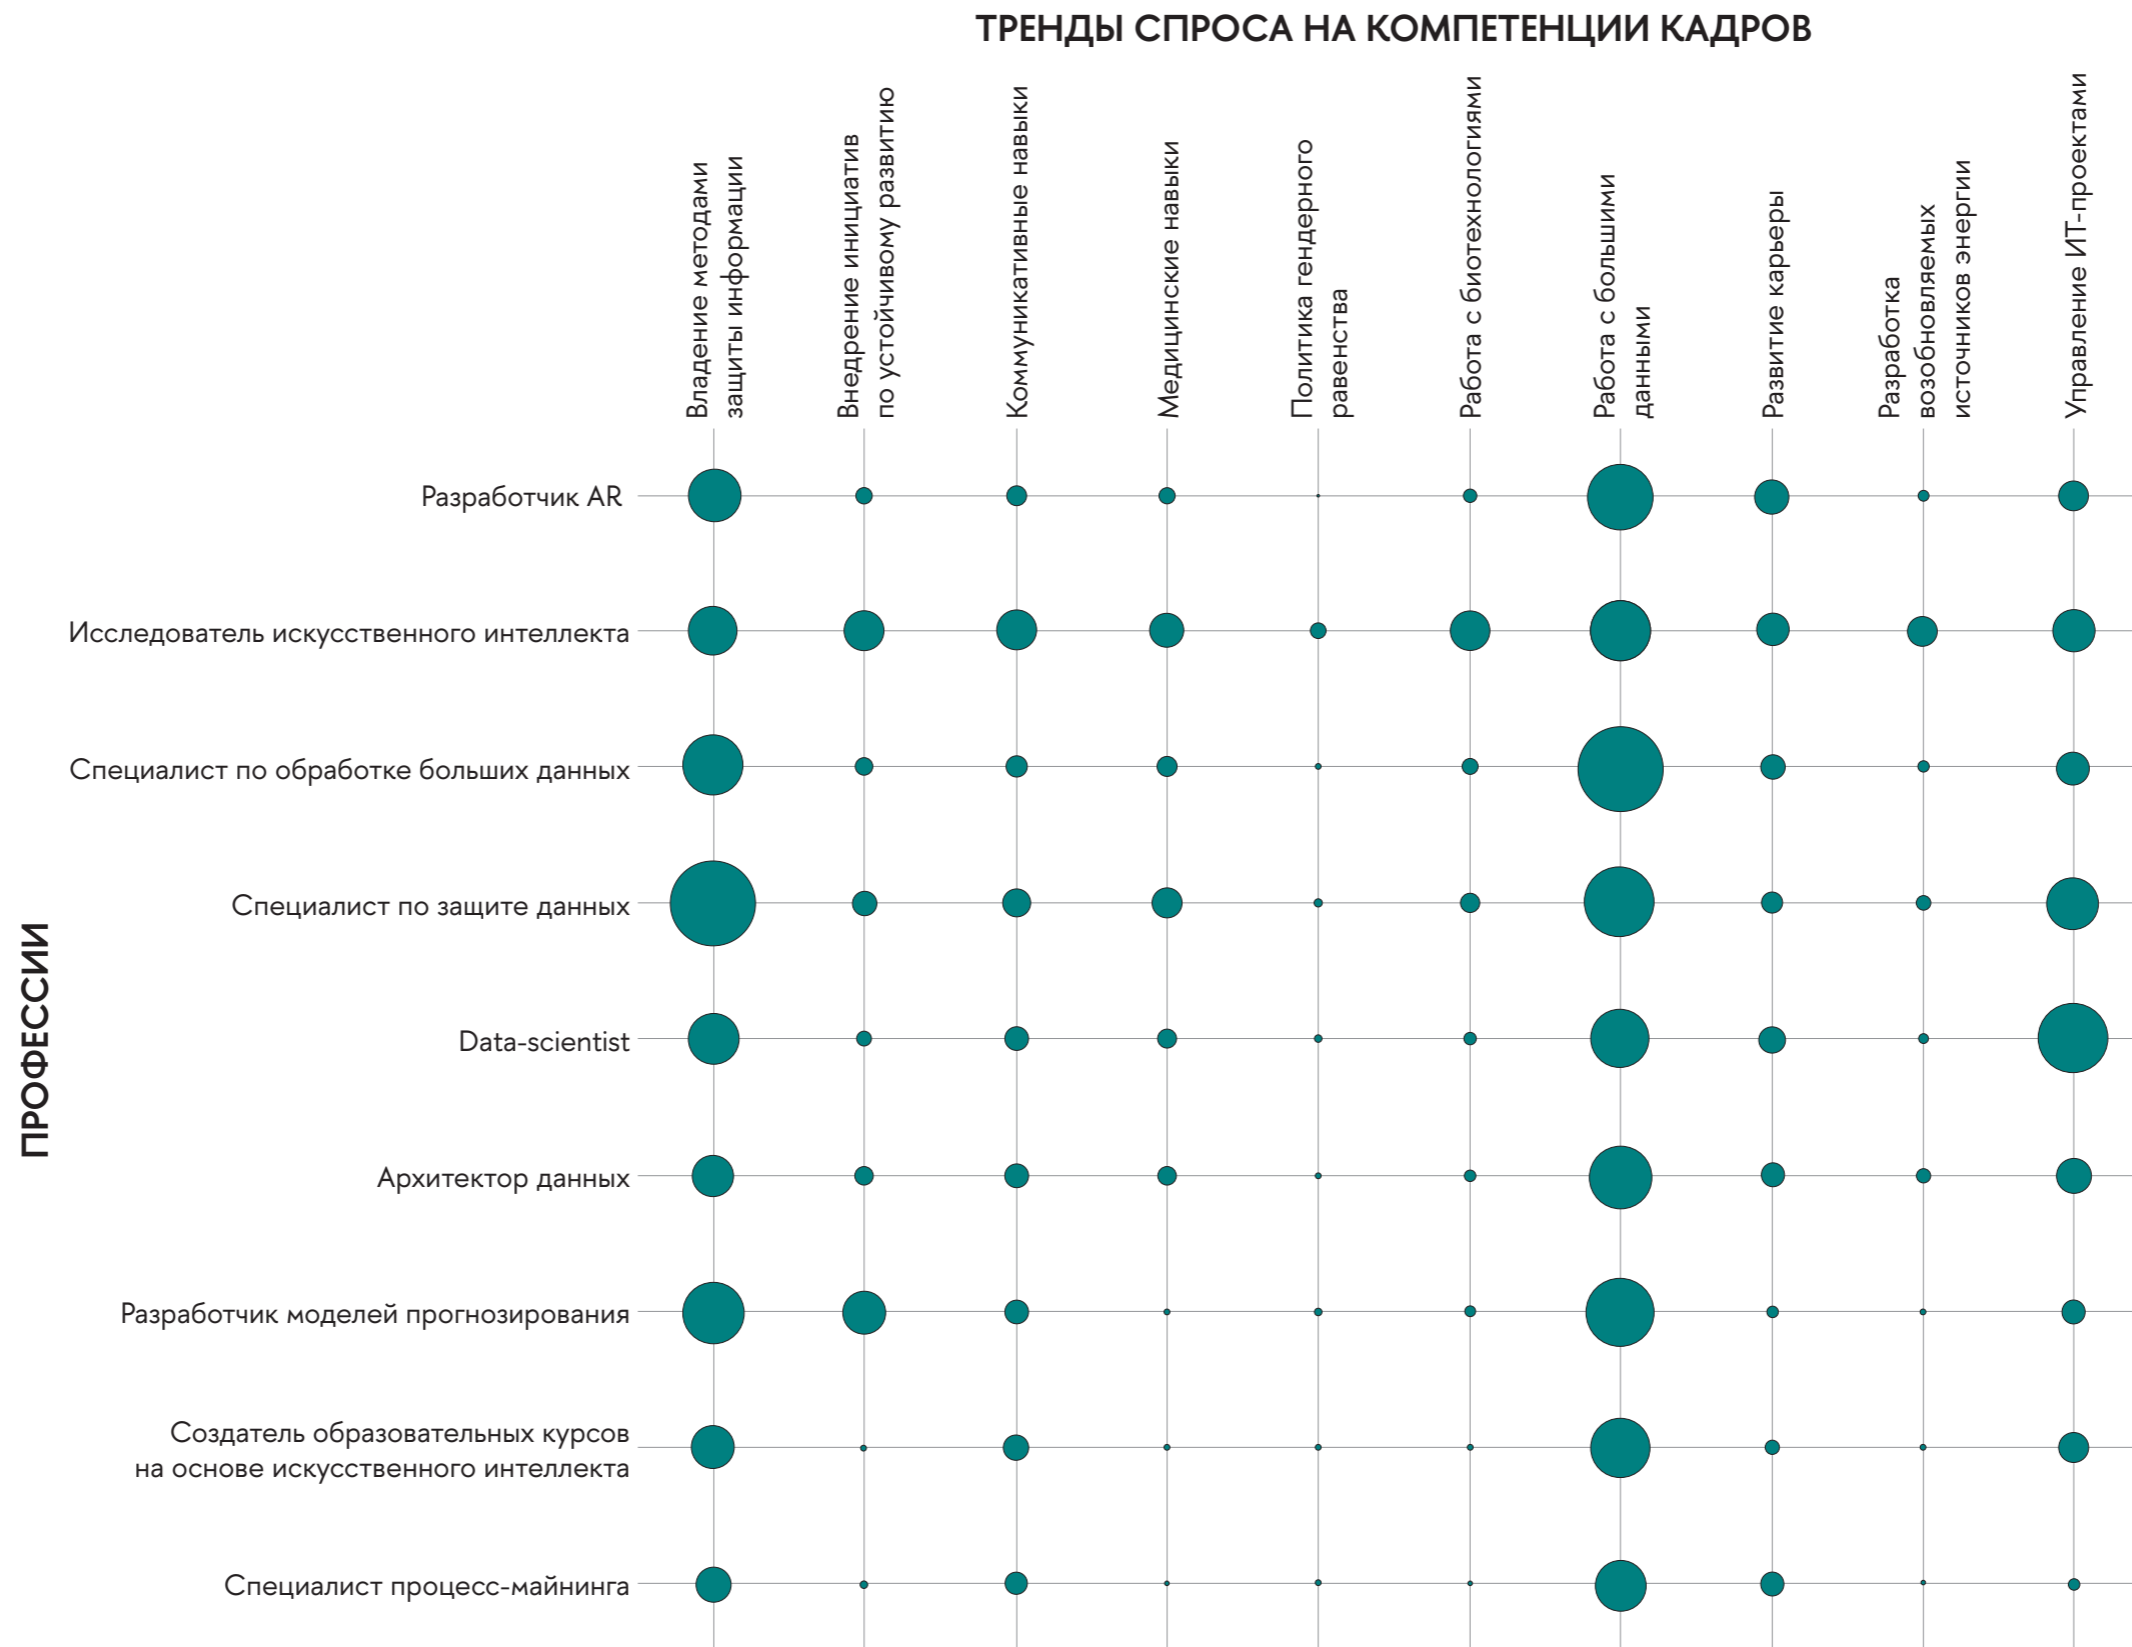 ТРЕНДЫ СПРОСА НА КОМПЕТЕНЦИИ КАДРОВ
Владение методами
защиты информации
Внедрение инициатив
по устойчивому развитию
Коммуникативные навыки
Медицинские навыки
Политика гендерного
равенства
Работа с биотехнологиями
Работа с большими
данными
Развитие карьеры
Разработка
возобновляемых
источников энергии
Управление ИТ-проектами
ПРОФЕССИИ
Разработчик AR
Исследователь искусственного интеллекта
Специалист по обработке больших данных
Специалист по защите данных
Data-scientist
Архитектор данных
Разработчик моделей прогнозирования
Создатель образовательных курсов
на основе искусственного интеллекта
Специалист процесс-майнинга